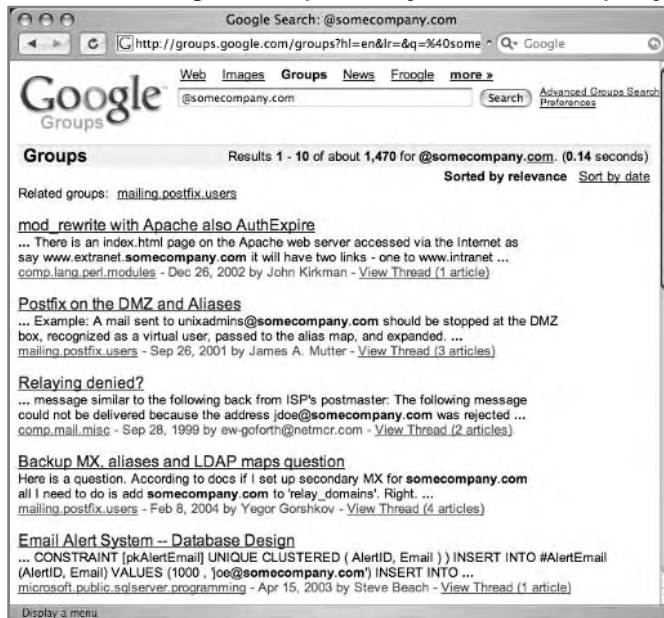 Google Search: @somecompany.com
http://groups.google.com/groups?hl=en&lr=&q=%40some
Google
Web Images Groups News Froogle more »
Google
Groups
@somecompany.com
Search
Advanced Groups Search
Preferences
Groups
Results 1 - 10 of about 1,470 for @somecompany.com. (0.14 seconds)
Sorted by relevance Sort by date
Related groups: mailing.postfix.users
mod_rewrite with Apache also AuthExpire
... There is an index.html page on the Apache web server accessed via the Internet as
say www.extranet.somecompany.com it will have two links - one to www.intranet ...
comp.lang.perl.modules - Dec 26, 2002 by John Kirkman - View Thread (1 article)
Postfix on the DMZ and Aliases
... Example: A mail sent to unixadmins@somecompany.com should be stopped at the DMZ
box, recognized as a virtual user, passed to the alias map, and expanded. ...
mailing.postfix.users - Sep 26, 2001 by James A. Mutter - View Thread (3 articles)
Relaying denied?
... message similar to the following back from ISP's postmaster: The following message
could not be delivered because the address jdoe@somecompany.com was rejected ...
comp.mail.misc - Sep 28, 1999 by ew-goforth@netmcr.com - View Thread (2 articles)
Backup MX, aliases and LDAP maps question
Here is a question. According to docs if I set up secondary MX for somecompany.com
all I need to do is add somecompany.com to 'relay_domains'. Right. ...
mailing.postfix.users - Feb 8, 2004 by Yegor Gorshkov - View Thread (4 articles)
Email Alert System -- Database Design
... CONSTRAINT [pkAlertEmail] UNIQUE CLUSTERED ( AlertID, Email ) ) INSERT INTO #AlertEmail
(AlertID, Email) VALUES (1000 , 'joe@somecompany.com') INSERT INTO ...
microsoft.public.sqlserver.programming - Apr 15, 2003 by Steve Beach - View Thread (1 article)
Display a menu